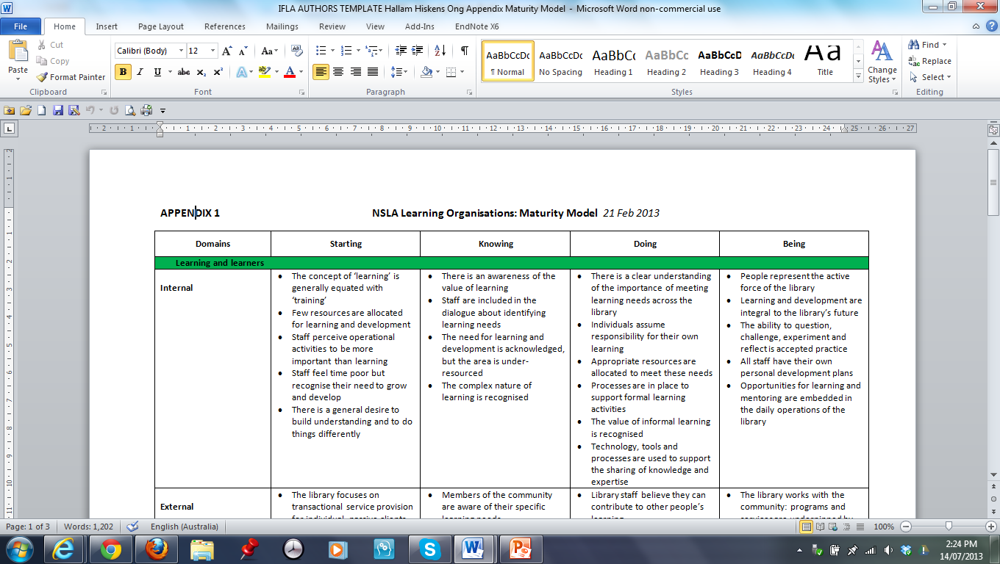 IFLA AUTHORS TEMPLATE Hallam Hiskens Ong Appendix Maturity Model - Microsoft Word non-commercial use
File Home Insert Page Layout References Mailings Review View Add-Ins EndNote X6
Paste
Cut
Copy
Format Painter
Clipboard
Calibri (Body) 12
Font
Paragraph
AaBbCcDc AaBbCcDc AaBbCc AaBbCc AaBbCcD AaBbCcDc Aa
¶ Normal No Spacing Heading 1 Heading 2 Heading 3 Heading 4 Title
Styles
Change
Styles
Find
Replace
Select
Editing
2 1 1 2 3 4 5 6 7 8 9 10 11 12 13 14 15 16 17 18 19 20 21 22 23 24 25 26 27
APPENDIX 1 NSLA Learning Organisations: Maturity Model 21 Feb 2013
Domains Starting Knowing Doing Being
Learning and learners
Internal
• The concept of ‘learning’ is
generally equated with
‘training’
• Few resources are allocated
for learning and development
• Staff perceive operational
activities to be more
important than learning
• Staff feel time poor but
recognise their need to grow
and develop
• There is a general desire to
build understanding and to do
things differently
• There is an awareness of the
value of learning
• Staff are included in the
dialogue about identifying
learning needs
• The need for learning and
development is acknowledged,
but the area is under-
resourced
• The complex nature of
learning is recognised
• There is a clear understanding
of the importance of meeting
learning needs across the
library
• Individuals assume
responsibility for their own
learning
• Appropriate resources are
allocated to meet these needs
• Processes are in place to
support formal learning
activities
• The value of informal learning
is recognised
• Technology, tools and
processes are used to support
the sharing of knowledge and
expertise
• People represent the active
force of the library
• Learning and development are
integral to the library’s future
• The ability to question,
challenge, experiment and
reflect is accepted practice
• All staff have their own
personal development plans
• Opportunities for learning and
mentoring are embedded in
the daily operations of the
library
External
• The library focuses on
transactional service provision
for individual, passive clients
• Members of the community
are aware of their specific
learning needs
• Library staff believe they can
contribute to other people’s
learning
• The library works with the
community: programs and
services are underpinned by
Page: 1 of 3 Words: 1,202 English (Australia) 100%
2:24 PM
14/07/2013